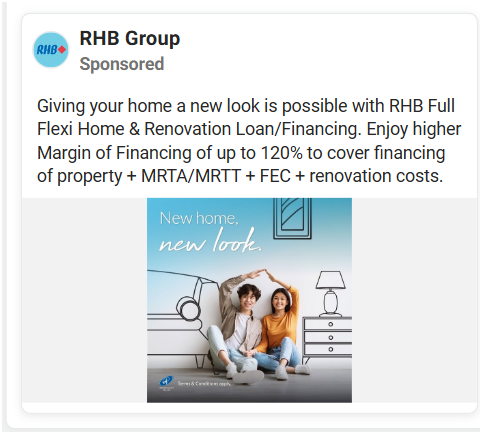 RHB
RHB Group
Sponsored
Giving your home a new look is possible with RHB Full
Flexi Home & Renovation Loan/Financing. Enjoy higher
Margin of Financing of up to 120% to cover financing
of property + MRTA/MRTT + FEC + renovation costs.
New home,
new look.
Terms & Conditions apply.